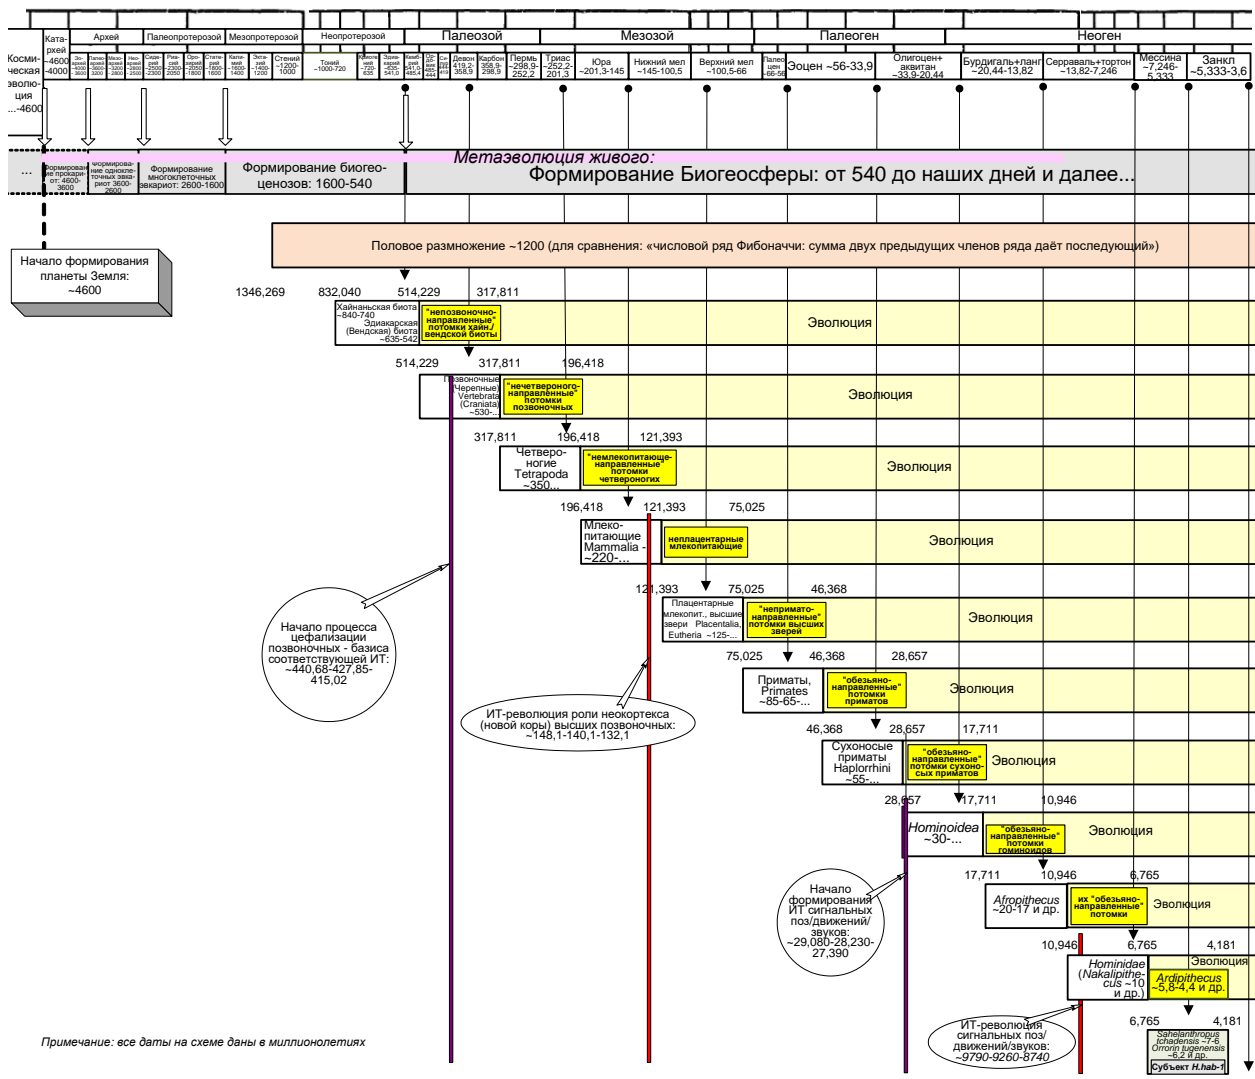 Архей
Палеопротерозой
Мезопротерозой
Неопротерозой
Палеозой
Мезозой
Палеоген
Неоген
Косми-
ческая
эволю-
ция
...-4600
Ката-
рхей
~4600
-4000
Стений
~1200-
1000
Тоний
~1000-720
Девон
419,2-
358,9
Карбон
358,9-
298,9
Пермь
~298,9-
252,2
Триас
~252,2-
201,3
Юра
~201,3-145
Нижний мел
~145-100,5
Верхний мел
~100,5-66
Эоцен ~56-33,9
Олигоцен+
аквитан
~33,9-20,44
Бурдигаль+ланг
~20,44-13,82
Серраваль+тортон
~13,82-7,246
Мессина
~7,246-
5,333
Занкл
~5,333-3,6
Метаэволюция живого:
...
Формирование
многоклеточных
эвкариот: 2600-1600
Формирование биогео-
ценозов: 1600-540
Формирование Биогеосферы: от 540 до наших дней и далее...
Начало формирования
планеты Земля:
~4600
Половое размножение ~1200 (для сравнения: «числовой ряд Фибоначчи: сумма двух предыдущих членов ряда даёт последующий»)
1346,269 832,040 514,229 317,811
Хайнаньская биота
~840-740
Эдиакарская
(Вендская) биота
~635-542
"непозвоночно-
направленные"
потомки хайн./
вендской биоты
Эволюция
514,229 317,811 196,418
Позвоночные
(Черепные)
Vertebrata
(Craniata)
~530-...
"нечетвероного-
направленные"
потомки
позвоночных
Эволюция
317,811 196,418 121,393
Четверо-
ногие
Tetrapoda
~350...
"немлекопитающе-
направленные"
потомки
четвероногих
Эволюция
196,418 121,393 75,025
Млеко-
питающие
Mammalia -
~220-...
неплацентарные
млекопитающие
Эволюция
121,393 75,025 46,368
Плацентарные
млекопит., высшие
звери Placentalia,
Eutheria ~125-...
"непримато-
направленные"
потомки высших
зверей
Эволюция
75,025 46,368 28,657
Приматы,
Primates
~85-65-...
"обезьяно-
направленные"
потомки
приматов
Эволюция
46,368 28,657 17,711
Сухоносые
приматы
Haplorrhini
~55-...
"обезьяно-
направленные"
потомки сухоно-
сых приматов
Эволюция
28,657 17,711 10,946
Hominoidea
~30-...
"обезьяно-
направленные"
потомки
гоминоидов
Эволюция
17,711 10,946 6,765
Afropithecus
~20-17 и др.
их "обезьяно-
направленные"
потомки
Эволюция
10,946 6,765 4,181
Hominidae
(Nakalipithe-
cus ~10
и др.)
Ardipithecus
~5,8-4,4 и др.
Эволюция
6,765 4,181
Sahelanthropus
tchadensis ~7-6
Orrorin tugenensis
~6,2 и др.
Субъект H.hab-1
Начало процесса
цефализации
позвоночных - базиса
соответствующей ИТ:
~440,68-427,85-
415,02
ИТ-революция роли неокортекса
(новой коры) высших позвоночных:
~148,1-140,1-132,1
Начало
формирования
ИТ сигнальных
поз/движений/
звуков:
~29,080-28,230-
27,390
ИТ-революция
сигнальных поз/
движений/звуков:
~9790-9260-8740
Примечание: все даты на схеме даны в миллионолетиях